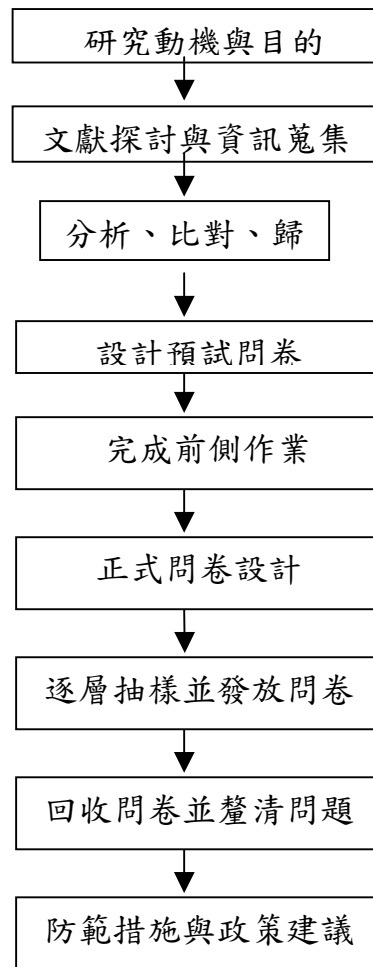 研究動機與目的
文獻探討與資訊蒐集
分析、比對、歸
設計預試問卷
完成前側作業
正式問卷設計
逐層抽樣並發放問卷
回收問卷並釐清問題
防範措施與政策建議